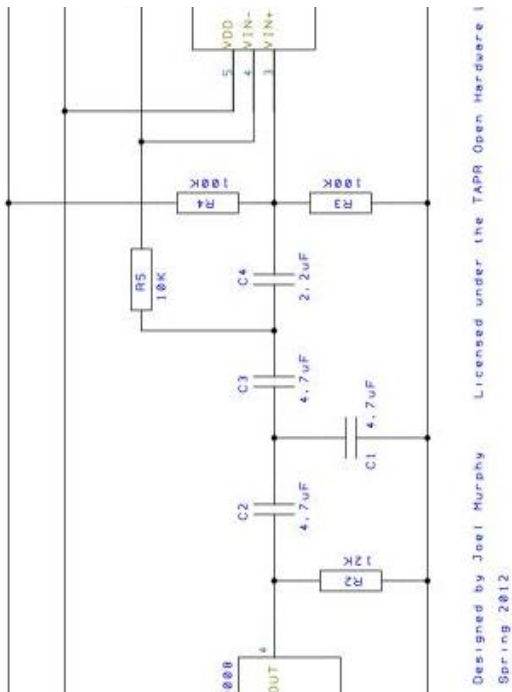 VDD
VIN-
VIN+
5
4
3
R4
100K
R3
100K
R5
10K
C4
2.2uF
C3
4.7uF
C1
4.7uF
C2
4.7uF
R2
12K
4
OUT
Designed by Joel Murphy
Licensed under the TAPR Open Hardware
Spring 2012